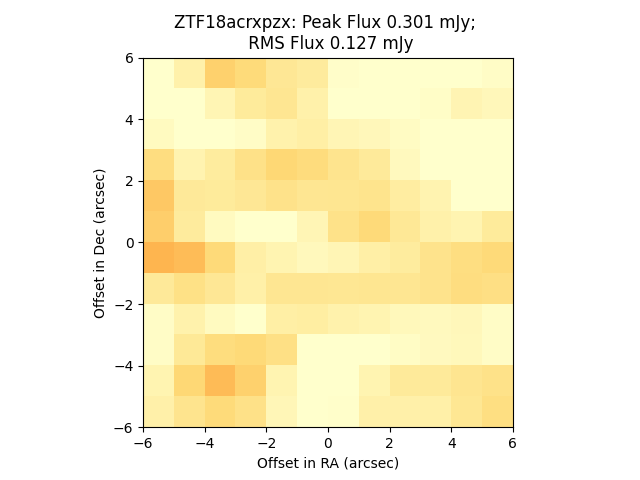 ZTF18acrxpzx: Peak Flux 0.301 mJy;
RMS Flux 0.127 mJy
6
4
2
0
−2
−4
−6
Offset in Dec (arcsec)
−6 −4 −2 0 2 4 6
Offset in RA (arcsec)